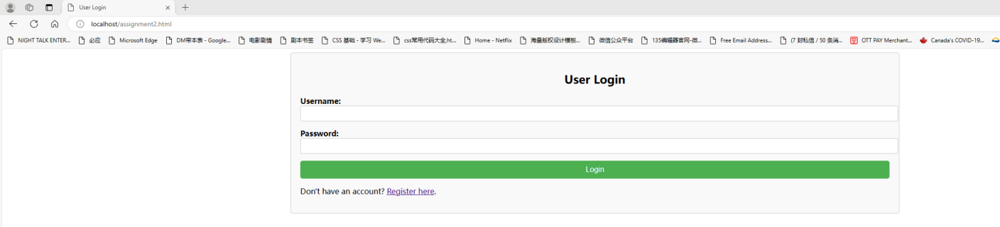 User Login
localhost/assignment2.html
NIGHT TALK ENTER... 必应 Microsoft Edge DM带本表 - Google... 电影剧情 剧本书签 CSS 基础 - 学习 We... css常用代码大全,ht... Home - Netflix 海量版权设计模板... 微信公众平台 135编辑器官网-微... Free Email Address... (7 封私信 / 50 条消... OTT PAY Merchant... Canada's COVID-19...
User Login
Username:
Password:
Login
Don't have an account? Register here.